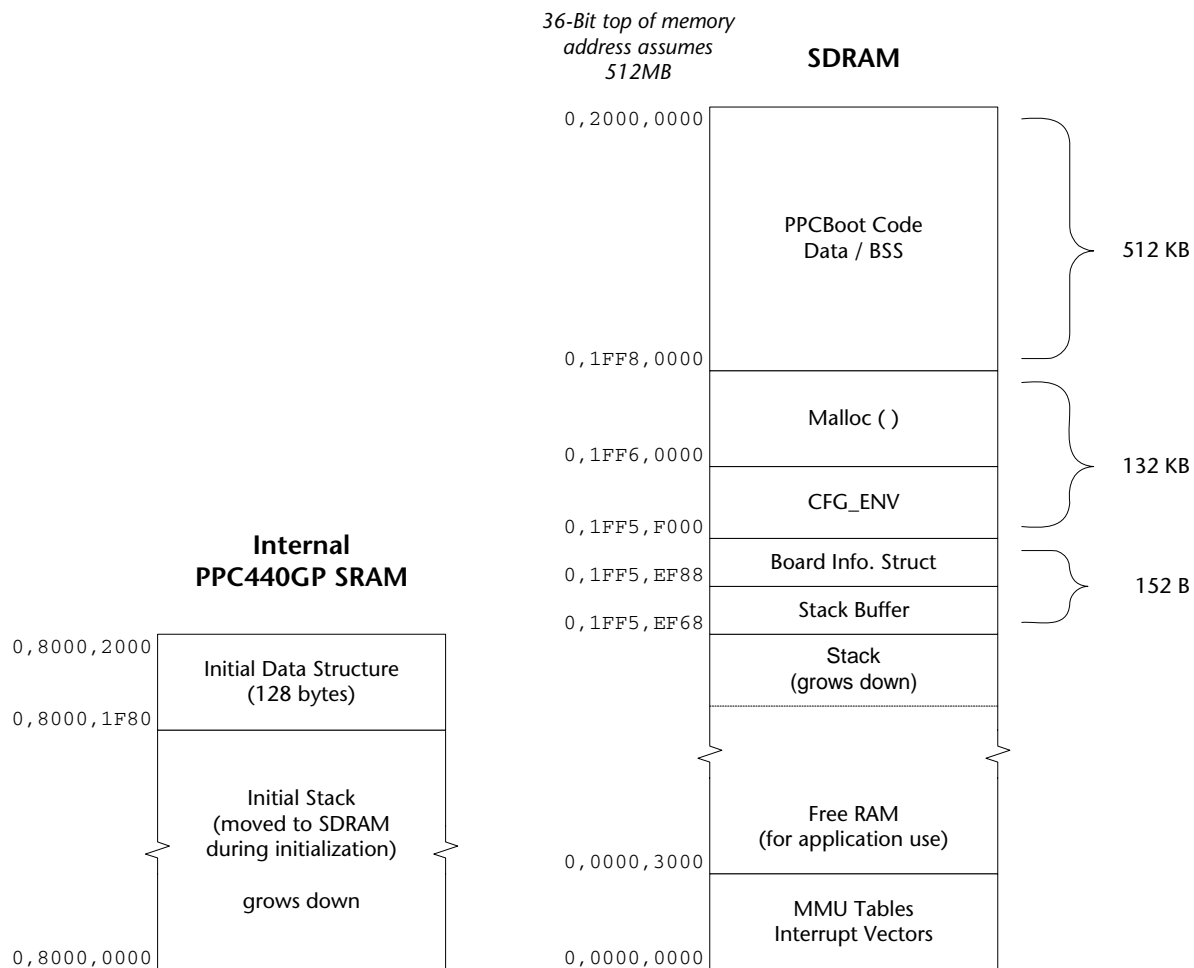 36-Bit top of memory
address assumes
512MB
SDRAM
0,2000,0000
PPCBoot Code
Data / BSS
512 KB
0,1FF8,0000
Malloc ( )
0,1FF6,0000
132 KB
CFG_ENV
0,1FF5,F000
Board Info. Struct
0,1FF5,EF88
152 B
Stack Buffer
0,1FF5,EF68
Stack
(grows down)
Free RAM
(for application use)
0,0000,3000
MMU Tables
Interrupt Vectors
0,0000,0000
Internal
PPC440GP SRAM
0,8000,2000
Initial Data Structure
(128 bytes)
0,8000,1F80
Initial Stack
(moved to SDRAM
during initialization)
grows down
0,8000,0000